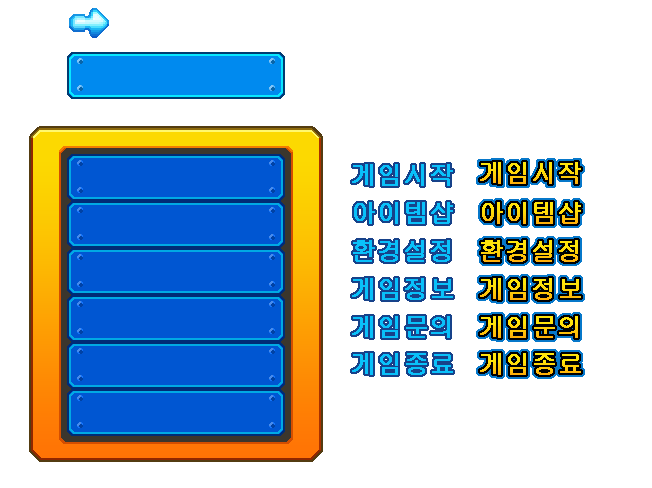 게임시작 게임시작
아이템샵 아이템샵
환경설정 환경설정
게임정보 게임정보
게임문의 게임문의
게임종료 게임종료